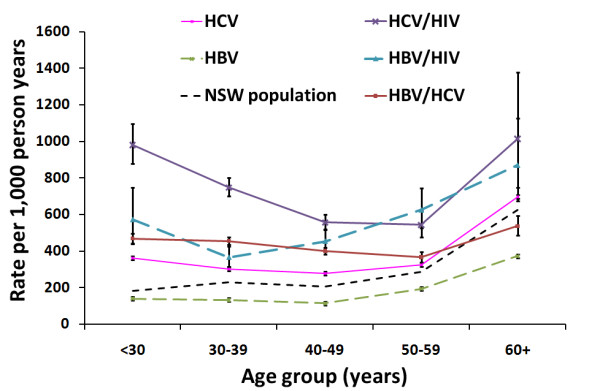 HCV HCV/HIV
HBV HBV/HIV
NSW population HBV/HCV
Rate per 1,000 person years
1600
1400
1200
1000
800
600
400
200
0
<30 30-39 40-49 50-59 60+
Age group (years)